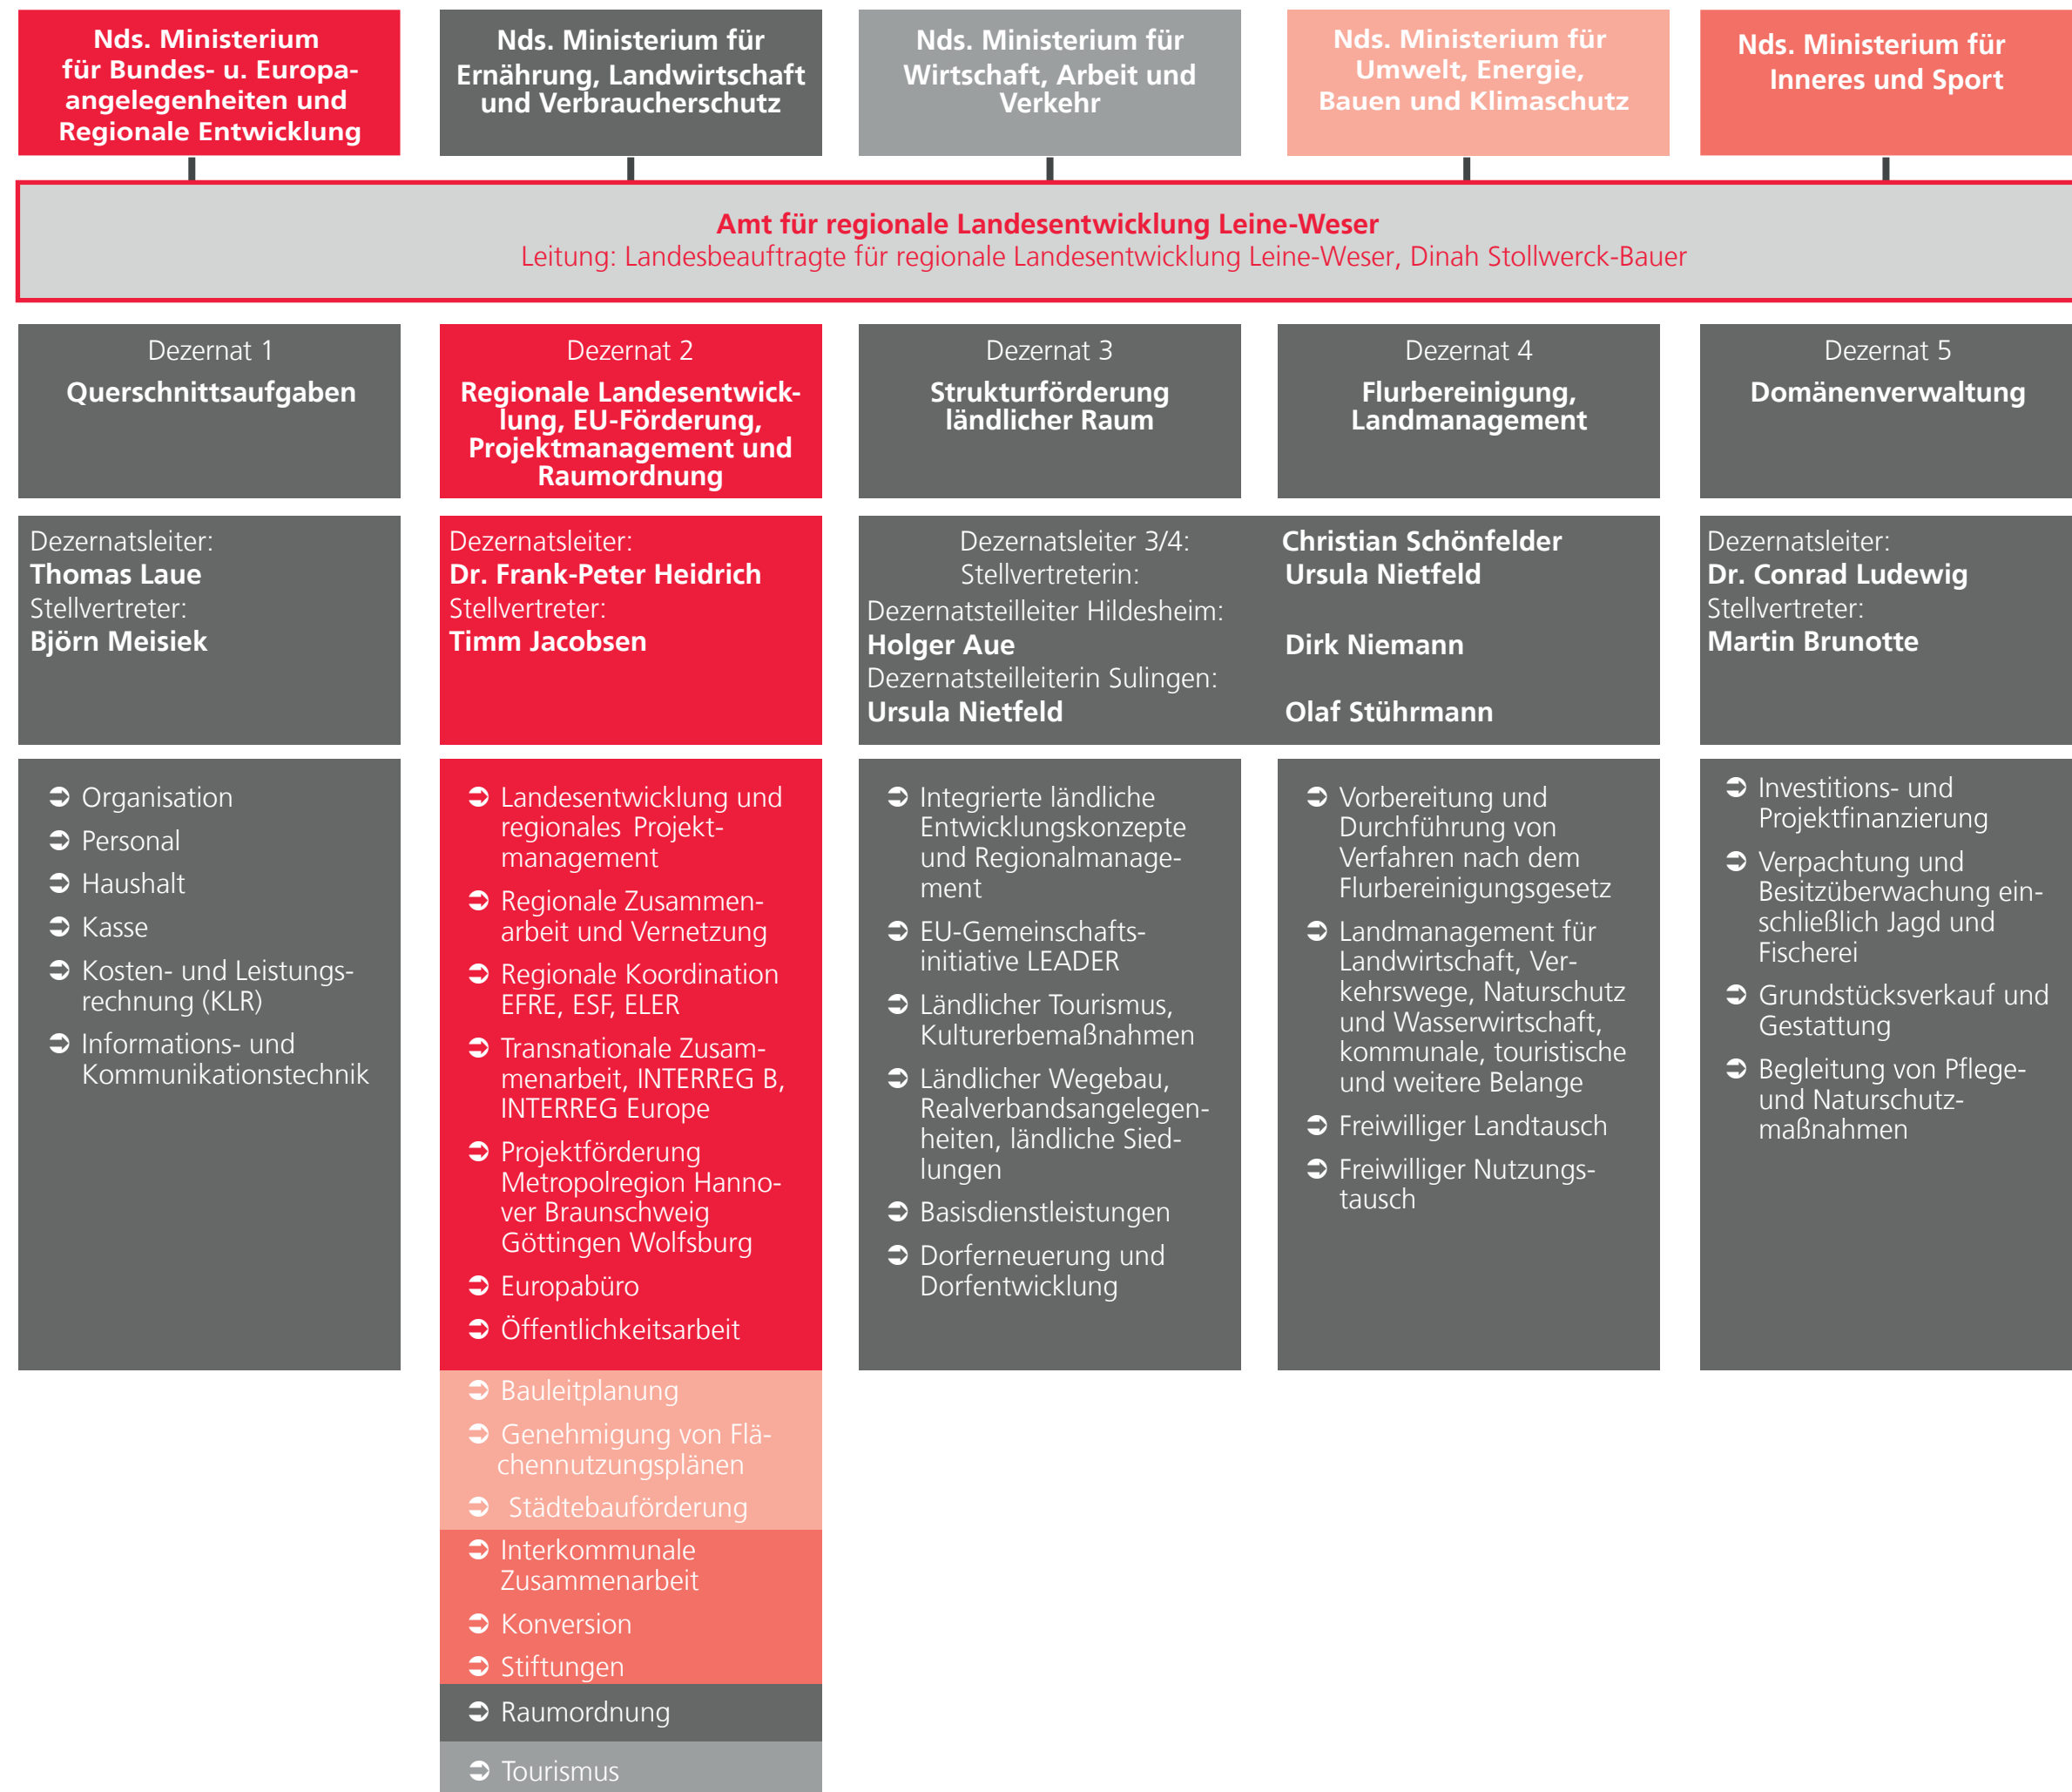 Nds. Ministerium
für Bundes- u. Europa-
angelegenheiten und
Regionale Entwicklung
Nds. Ministerium für
Ernährung, Landwirtschaft
und Verbraucherschutz
Nds. Ministerium für
Wirtschaft, Arbeit und
Verkehr
Nds. Ministerium für
Umwelt, Energie,
Bauen und Klimaschutz
Nds. Ministerium für
Inneres und Sport
Amt für regionale Landesentwicklung Leine-Weser
Leitung: Landesbeauftragte für regionale Landesentwicklung Leine-Weser, Dinah Stollwerck-Bauer
Dezernat 1
Querschnittsaufgaben
Dezernat 2
Regionale Landesentwick-
lung, EU-Förderung,
Projektmanagement und
Raumordnung
Dezernat 3
Strukturförderung
ländlicher Raum
Dezernat 4
Flurbereinigung,
Landmanagement
Dezernat 5
Domänenverwaltung
Dezernatsleiter:
Thomas Laue
Stellvertreter:
Björn Meisiek
Dezernatsleiter:
Dr. Frank-Peter Heidrich
Stellvertreter:
Timm Jacobsen
Dezernatsleiter 3/4: Christian Schönfelder
Stellvertreterin: Ursula Nietfeld
Dezernatsteilleiter Hildesheim:
Holger Aue Dirk Niemann
Dezernatsteilleiterin Sulingen:
Ursula Nietfeld Olaf Stührmann
Dezernatsleiter:
Dr. Conrad Ludewig
Stellvertreter:
Martin Brunotte
➲ Organisation
➲ Personal
➲ Haushalt
➲ Kasse
➲ Kosten- und Leistungs-
rechnung (KLR)
➲ Informations- und
Kommunikationstechnik
➲ Landesentwicklung und
regionales Projekt-
management
➲ Regionale Zusammen-
arbeit und Vernetzung
➲ Regionale Koordination
EFRE, ESF, ELER
➲ Transnationale Zusam-
menarbeit, INTERREG B,
INTERREG Europe
➲ Projektförderung
Metropolregion Hanno-
ver Braunschweig
Göttingen Wolfsburg
➲ Europabüro
➲ Öffentlichkeitsarbeit
➲ Bauleitplanung
➲ Genehmigung von Flä-
chennutzungsplänen
➲ Städtebauförderung
➲ Interkommunale
Zusammenarbeit
➲ Konversion
➲ Stiftungen
➲ Raumordnung
➲ Tourismus
➲ Integrierte ländliche
Entwicklungskonzepte
und Regionalmanage-
ment
➲ EU-Gemeinschafts-
initiative LEADER
➲ Ländlicher Tourismus,
Kulturerbemaßnahmen
➲ Ländlicher Wegebau,
Realverbandsangelegen-
heiten, ländliche Sied-
lungen
➲ Basisdienstleistungen
➲ Dorferneuerung und
Dorfentwicklung
➲ Vorbereitung und
Durchführung von
Verfahren nach dem
Flurbereinigungsgesetz
➲ Landmanagement für
Landwirtschaft, Ver-
kehrswege, Naturschutz
und Wasserwirtschaft,
kommunale, touristische
und weitere Belange
➲ Freiwilliger Landtausch
➲ Freiwilliger Nutzungs-
tausch
➲ Investitions- und
Projektfinanzierung
➲ Verpachtung und
Besitzüberwachung ein-
schließlich Jagd und
Fischerei
➲ Grundstücksverkauf und
Gestattung
➲ Begleitung von Pflege-
und Naturschutz-
maßnahmen